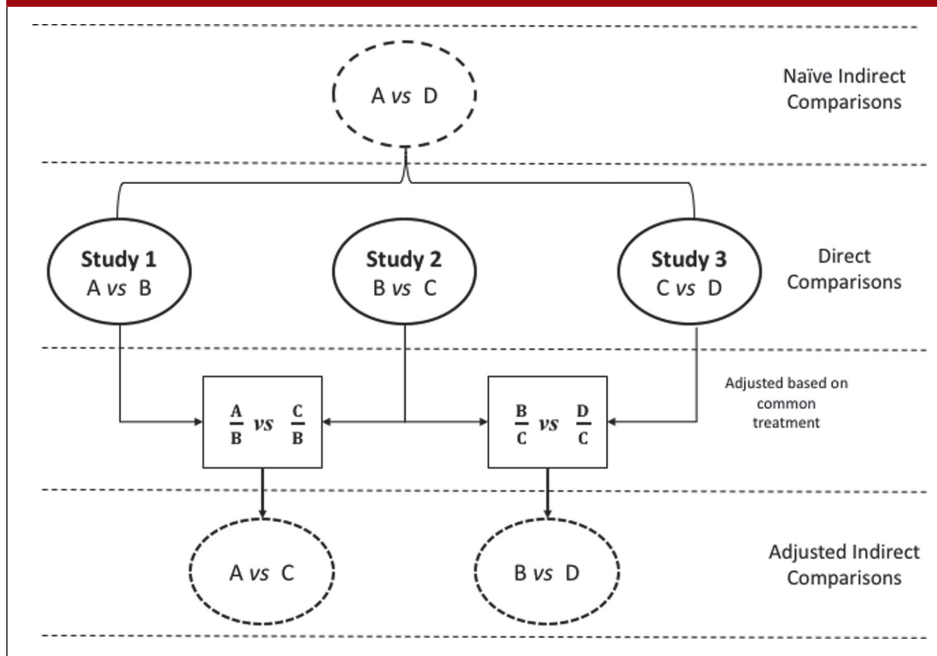 A vs D
Naïve Indirect
Comparisons
Study 1
A vs B
Study 2
B vs C
Study 3
C vs D
Direct
Comparisons
A/B vs C/B
B/C vs D/C
Adjusted based on
common
treatment
A vs C
B vs D
Adjusted Indirect
Comparisons